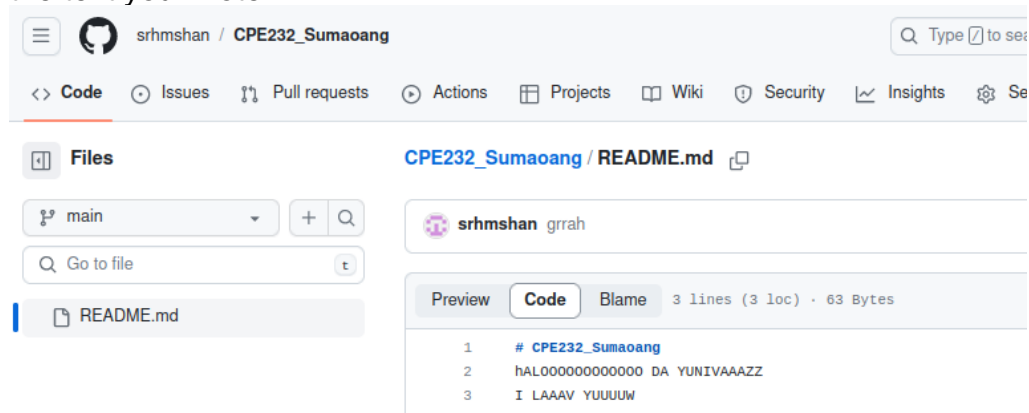 srhmshan / CPE232_Sumaoang
Type / to sea
Code Issues Pull requests Actions Projects Wiki Security Insights Se
Files
CPE232_Sumaoang / README.md
main
srhmshan grrah
Go to file t
Preview Code Blame 3 lines (3 loc) · 63 Bytes
README.md
1 # CPE232_Sumaoang
2 hALOOOOOOOOOOOO DA YUNIVAAAZZ
3 I LAAAV YUUUUW